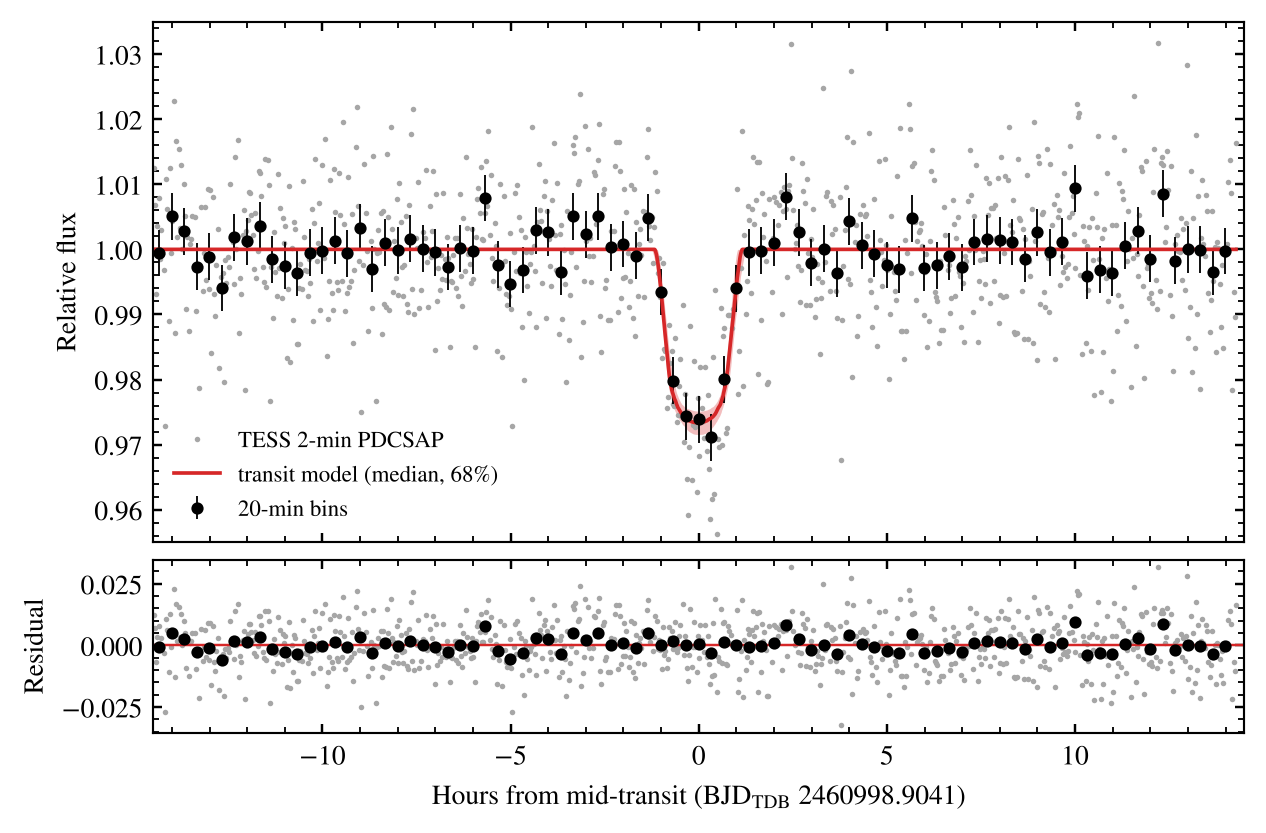 1.03
1.02
1.01
1.00
0.99
0.98
0.97
0.96
Relative flux
TESS 2-min PDCSAP
transit model (median, 68%)
20-min bins
0.025
0.000
−0.025
Residual
−10 −5 0 5 10
Hours from mid-transit (BJD_TDB 2460998.9041)